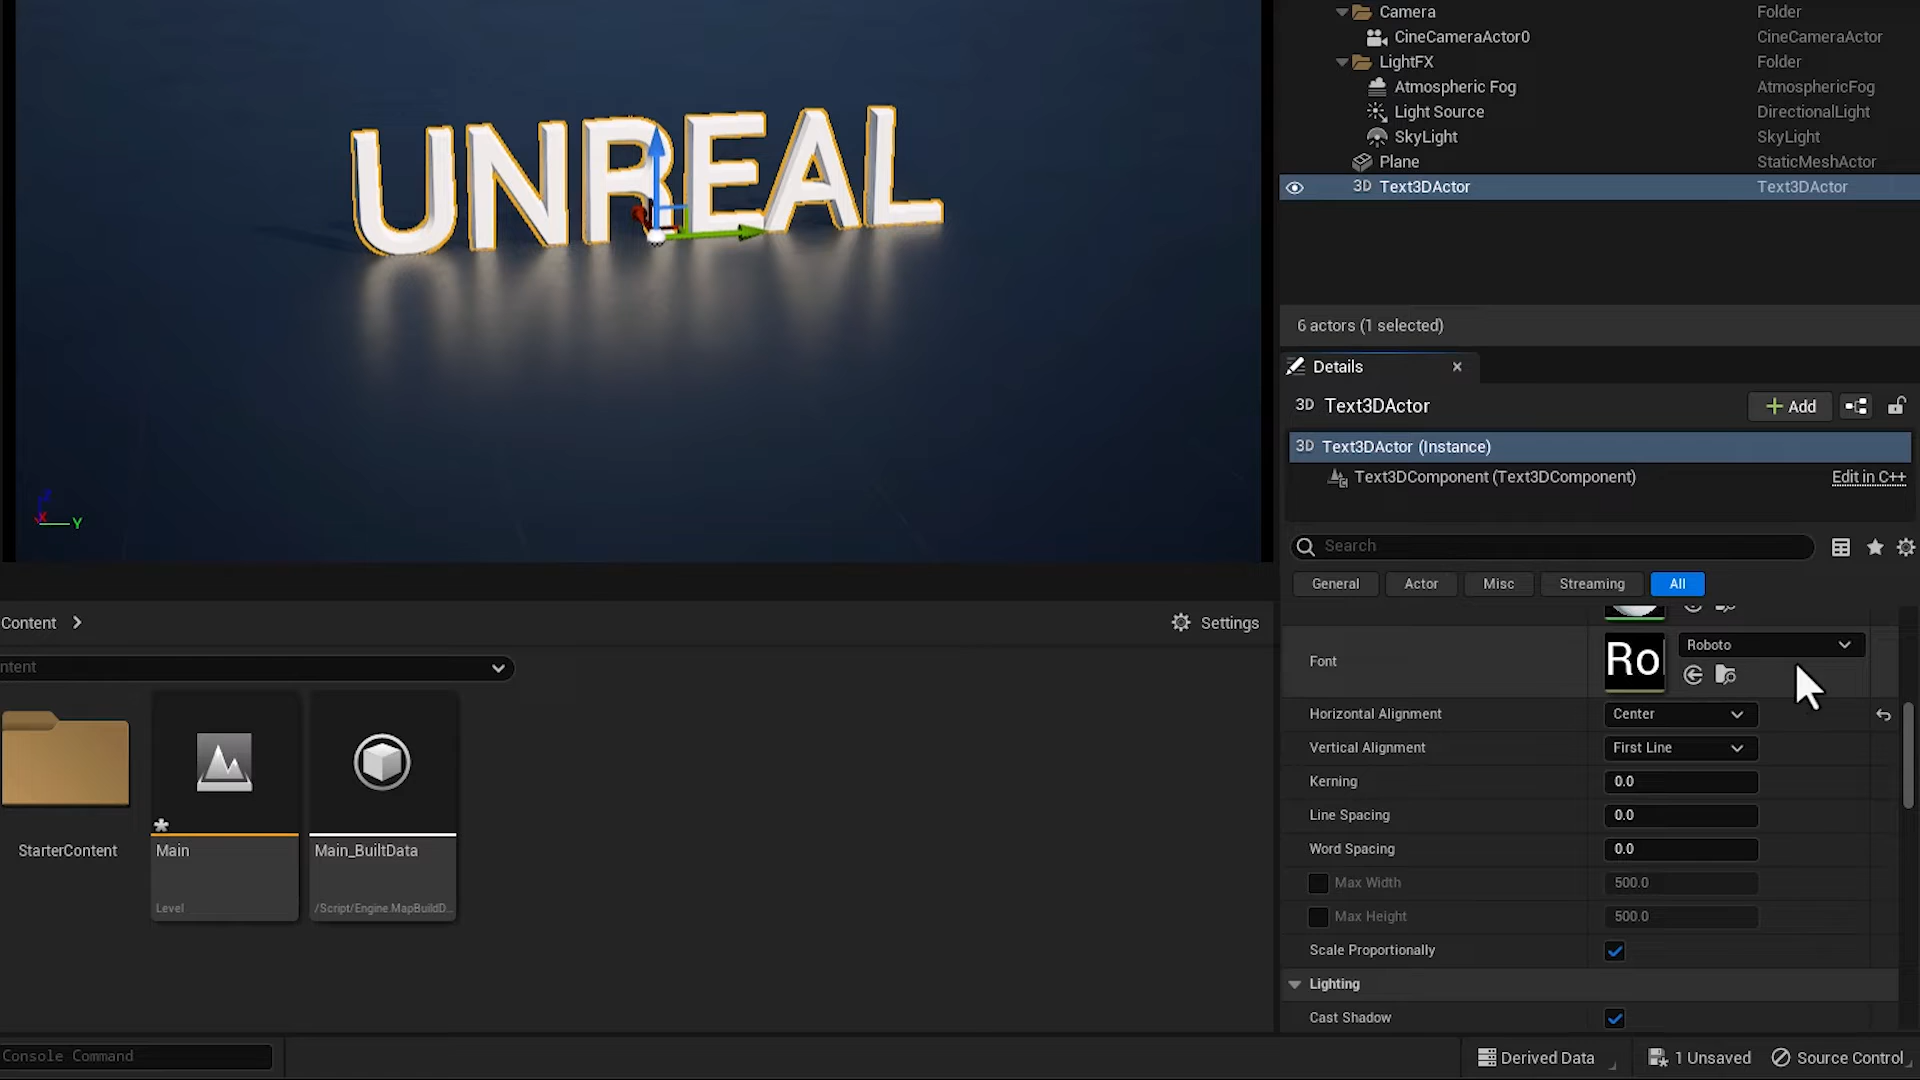 Camera Folder
CineCameraActor0 CineCameraActor
LightFX Folder
Atmospheric Fog AtmosphericFog
Light Source DirectionalLight
SkyLight SkyLight
Plane StaticMeshActor
3D Text3DActor Text3DActor
6 actors (1 selected)
UNREAL
Z
X
Y
Details
3D Text3DActor
Add
3D Text3DActor (Instance)
Text3DComponent (Text3DComponent) Edit in C++
Search
General Actor Misc Streaming All
Font Ro Roboto
Horizontal Alignment Center
Vertical Alignment First Line
Kerning 0.0
Line Spacing 0.0
Word Spacing 0.0
Max Width 500.0
Max Height 500.0
Scale Proportionally
Lighting
Cast Shadow
Content
Settings
ntent
StarterContent
Main
Level
Main_BuiltData
/Script/Engine.MapBuildD...
Console Command
Derived Data 1 Unsaved Source Control